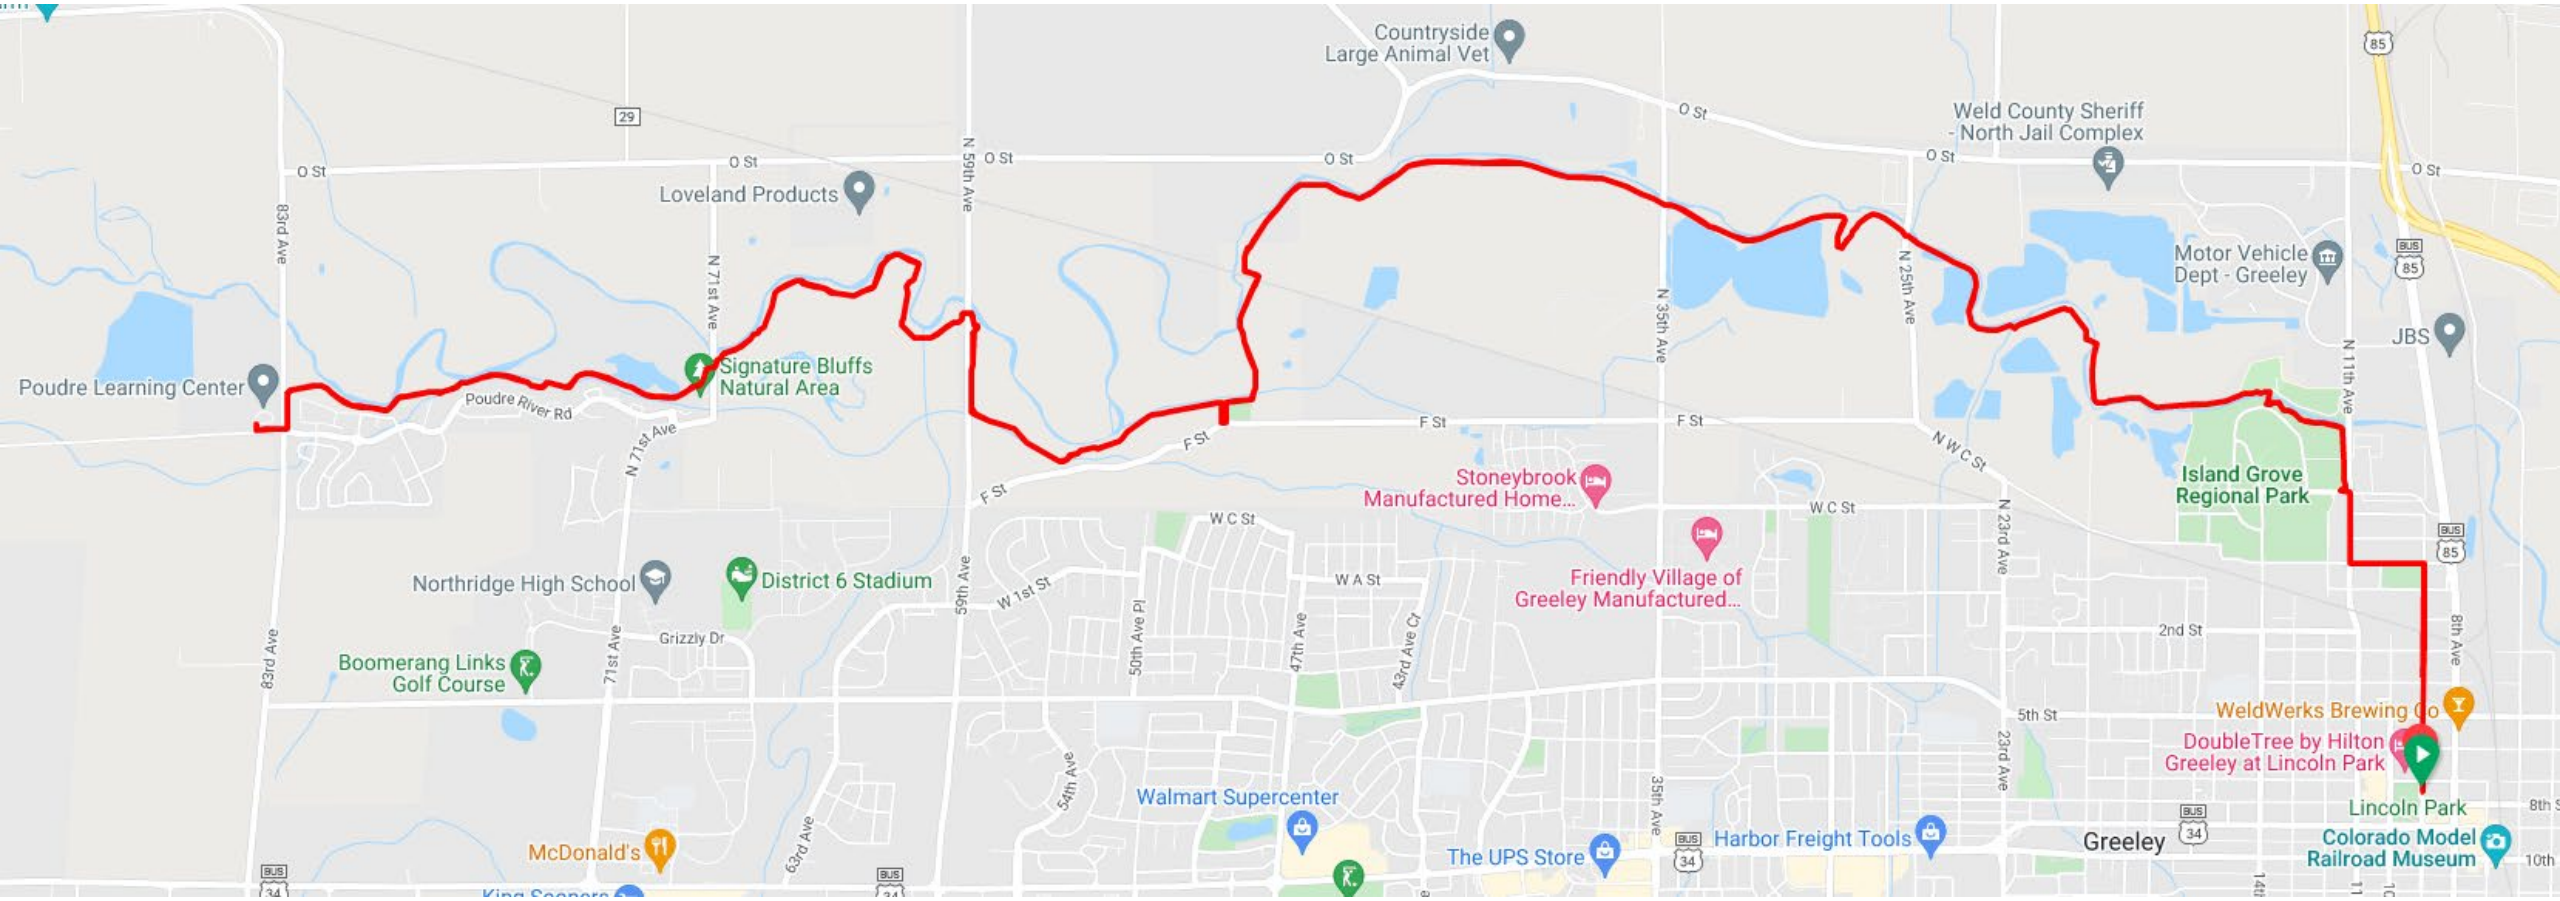 Countryside
Large Animal Vet
85
29
O St
Weld County Sheriff
- North Jail Complex
O St
O St
O St
O St
O St
O St
Loveland Products
N 59th Ave
83rd Ave
N 71st Ave
N 35th Ave
N 25th Ave
Motor Vehicle
Dept - Greeley
BUS
85
JBS
N 11th Ave
Poudre Learning Center
Signature Bluffs
Natural Area
Poudre River Rd
N 71st Ave
F St
F St
F St
F St
N W C St
Island Grove
Regional Park
Stoneybrook
Manufactured Home...
W C St
W C St
N 23rd Ave
BUS
85
Northridge High School
District 6 Stadium
59th Ave
W 1st St
W A St
Friendly Village of
Greeley Manufactured...
50th Ave Pl
47th Ave
43rd Ave Ct
Grizzly Dr
83rd Ave
71st Ave
Boomerang Links
Golf Course
2nd St
8th Ave
5th St
WeldWerks Brewing Co
DoubleTree by Hilton
Greeley at Lincoln Park
23rd Ave
54th Ave
63rd Ave
35th Ave
Walmart Supercenter
Lincoln Park
8th S
McDonald's
The UPS Store
BUS
34
Harbor Freight Tools
Greeley
BUS
34
Colorado Model
Railroad Museum
10th
BUS
34
BUS
34
King Soopers
14th
11
10